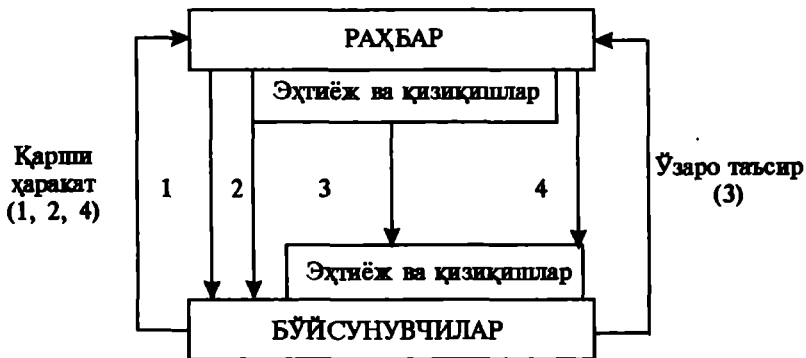 РАҲБАР
Эҳтиёж ва қизиқишлар
Қарши
ҳаракат
(1, 2, 4)
1
2
3
4
Ўзаро таъсир
(3)
Эҳтиёж ва қизиқишлар
БЎЙСУНУВЧИЛАР